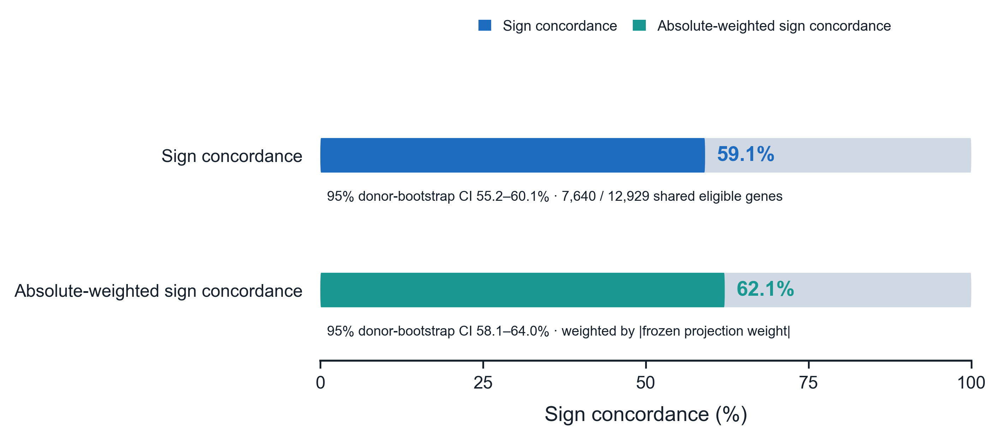 Sign concordance Absolute-weighted sign concordance
Sign concordance 59.1%
95% donor-bootstrap CI 55.2–60.1% · 7,640 / 12,929 shared eligible genes
Absolute-weighted sign concordance 62.1%
95% donor-bootstrap CI 58.1–64.0% · weighted by |frozen projection weight|
0 25 50 75 100
Sign concordance (%)